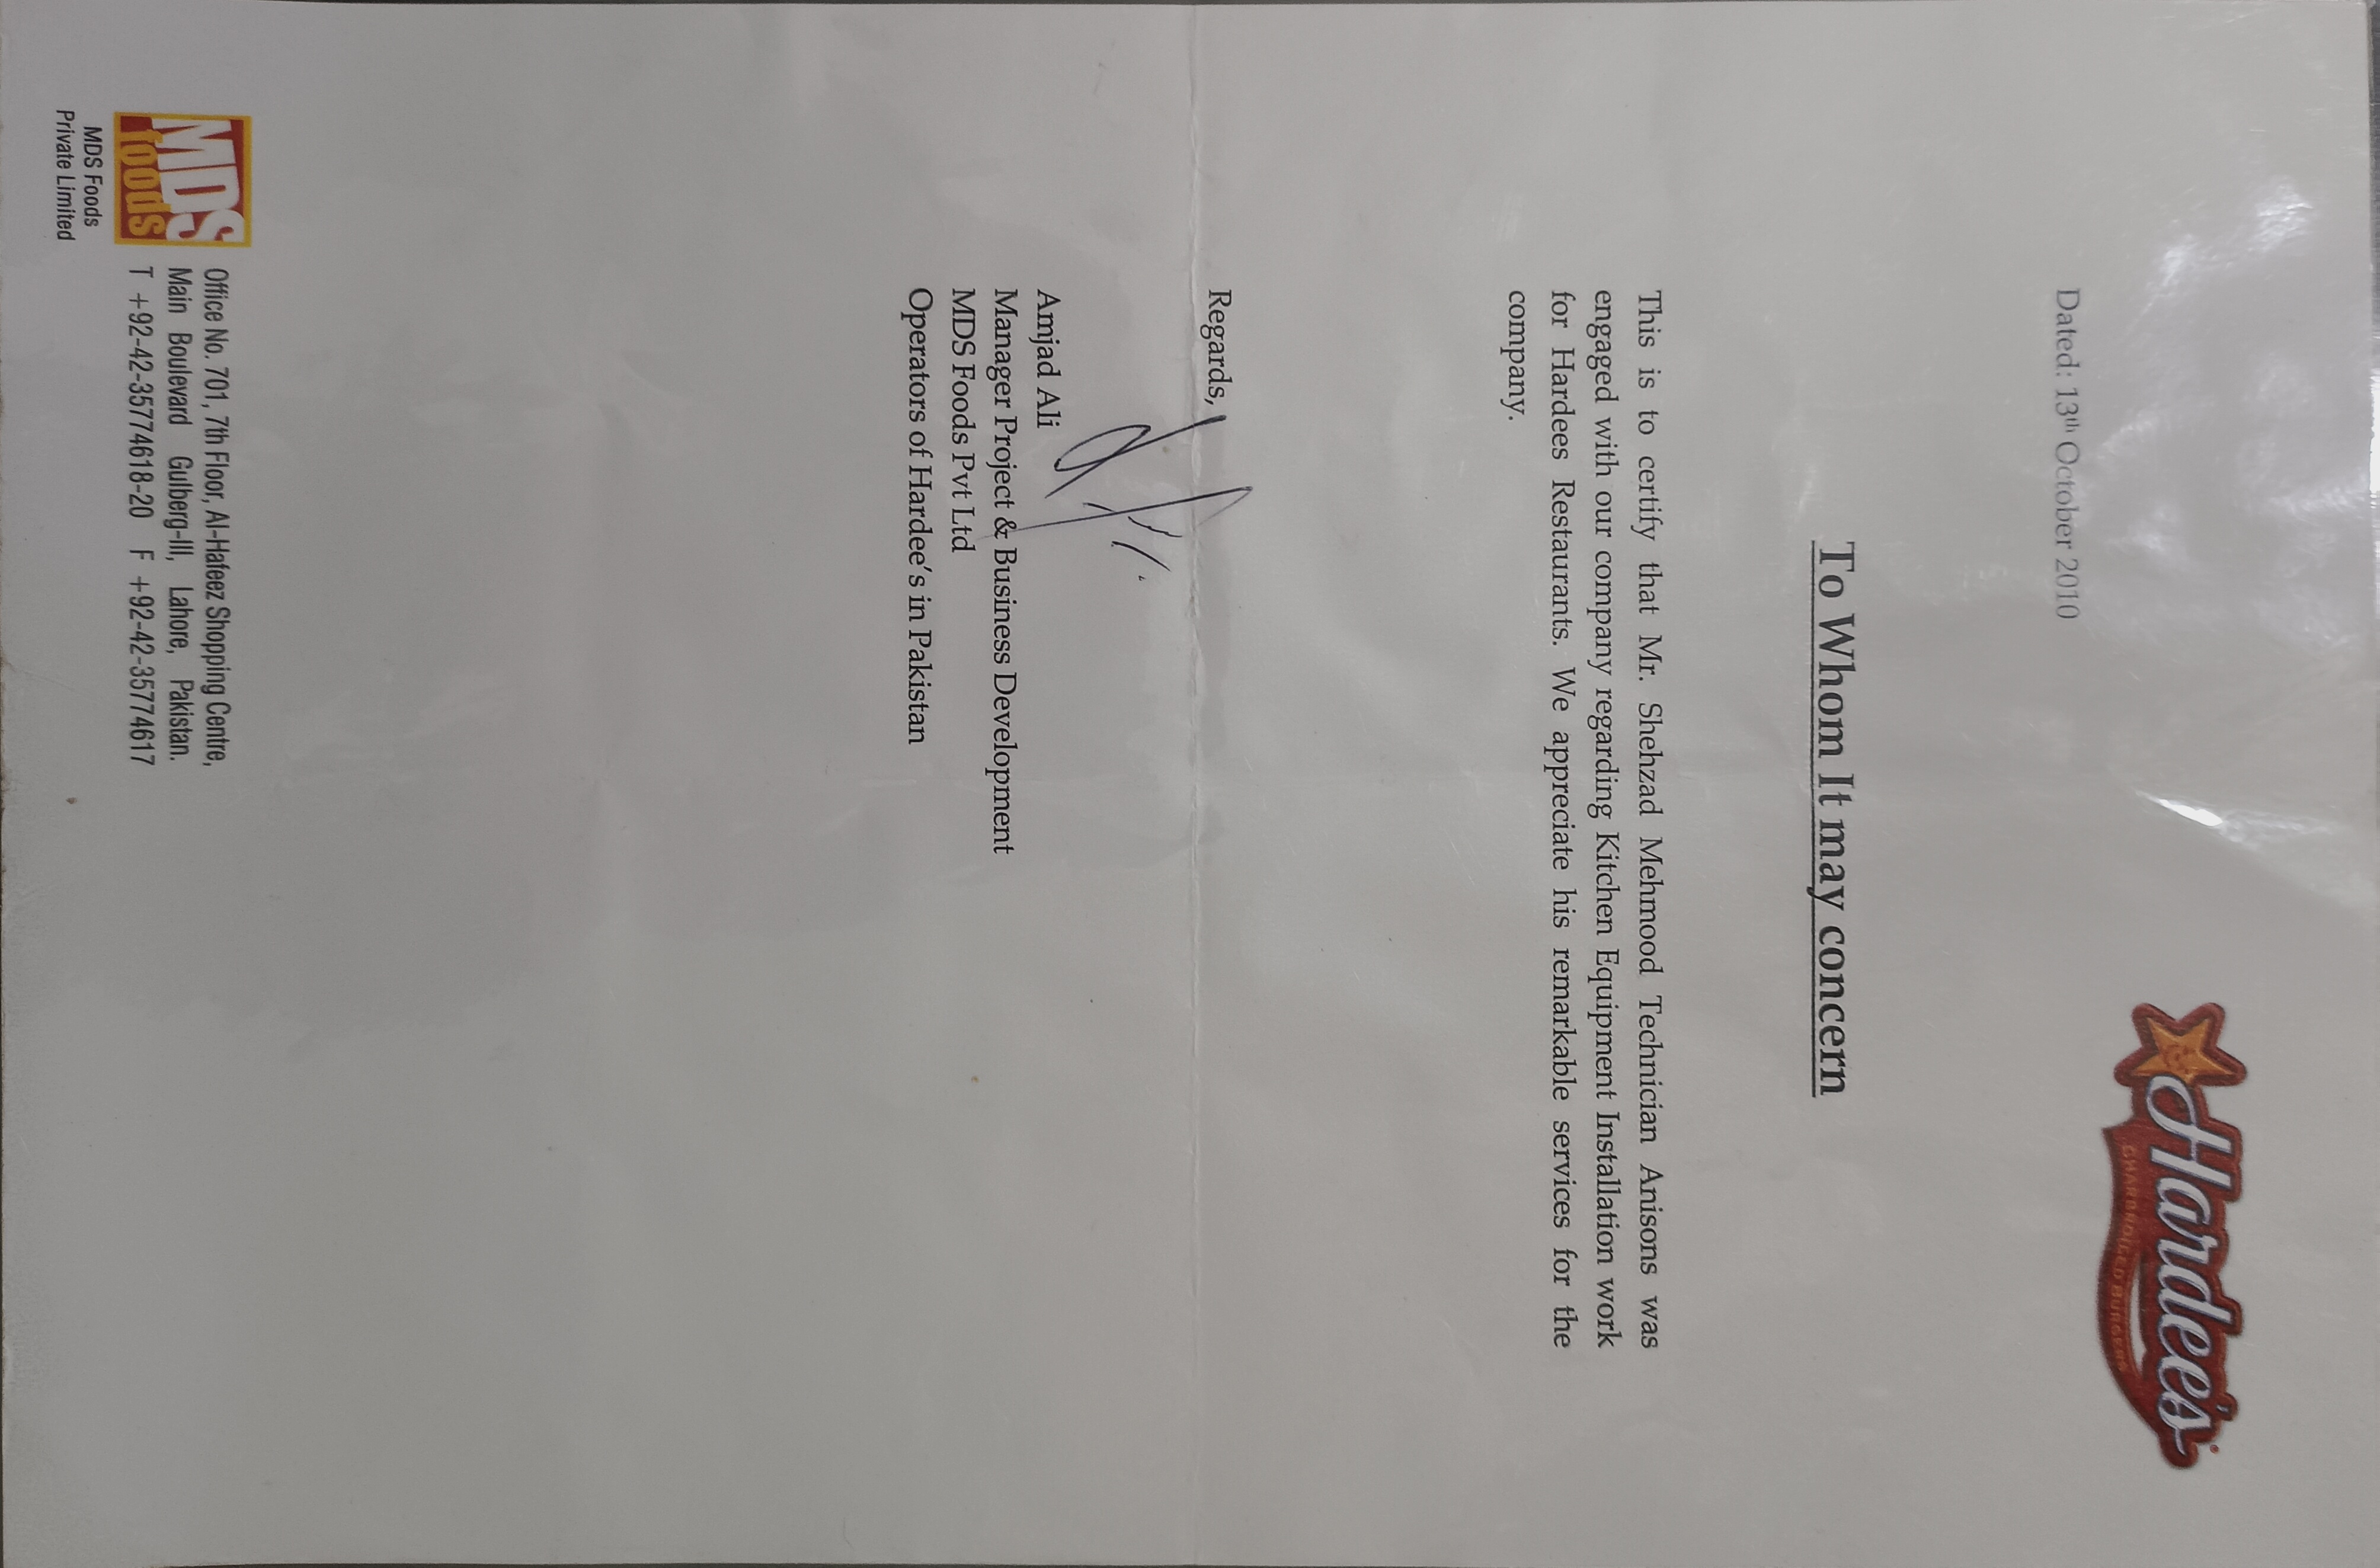 Hardee's
CHARBROILED BURGERS
Dated: 13th October 2010
To Whom It may concern
This is to certify that Mr. Shehzad Mehmood Technician Anisons was
engaged with our company regarding Kitchen Equipment Installation work
for Hardees Restaurants. We appreciate his remarkable services for the
company.
Regards,
Amjad Ali
Manager Project & Business Development
MDS Foods Pvt Ltd
Operators of Hardee's in Pakistan
MDS
foods
MDS Foods
Private Limited
Office No. 701, 7th Floor, Al-Hafeez Shopping Centre,
Main Boulevard Gulberg-III, Lahore, Pakistan.
T +92-42-35774618-20 F +92-42-35774617